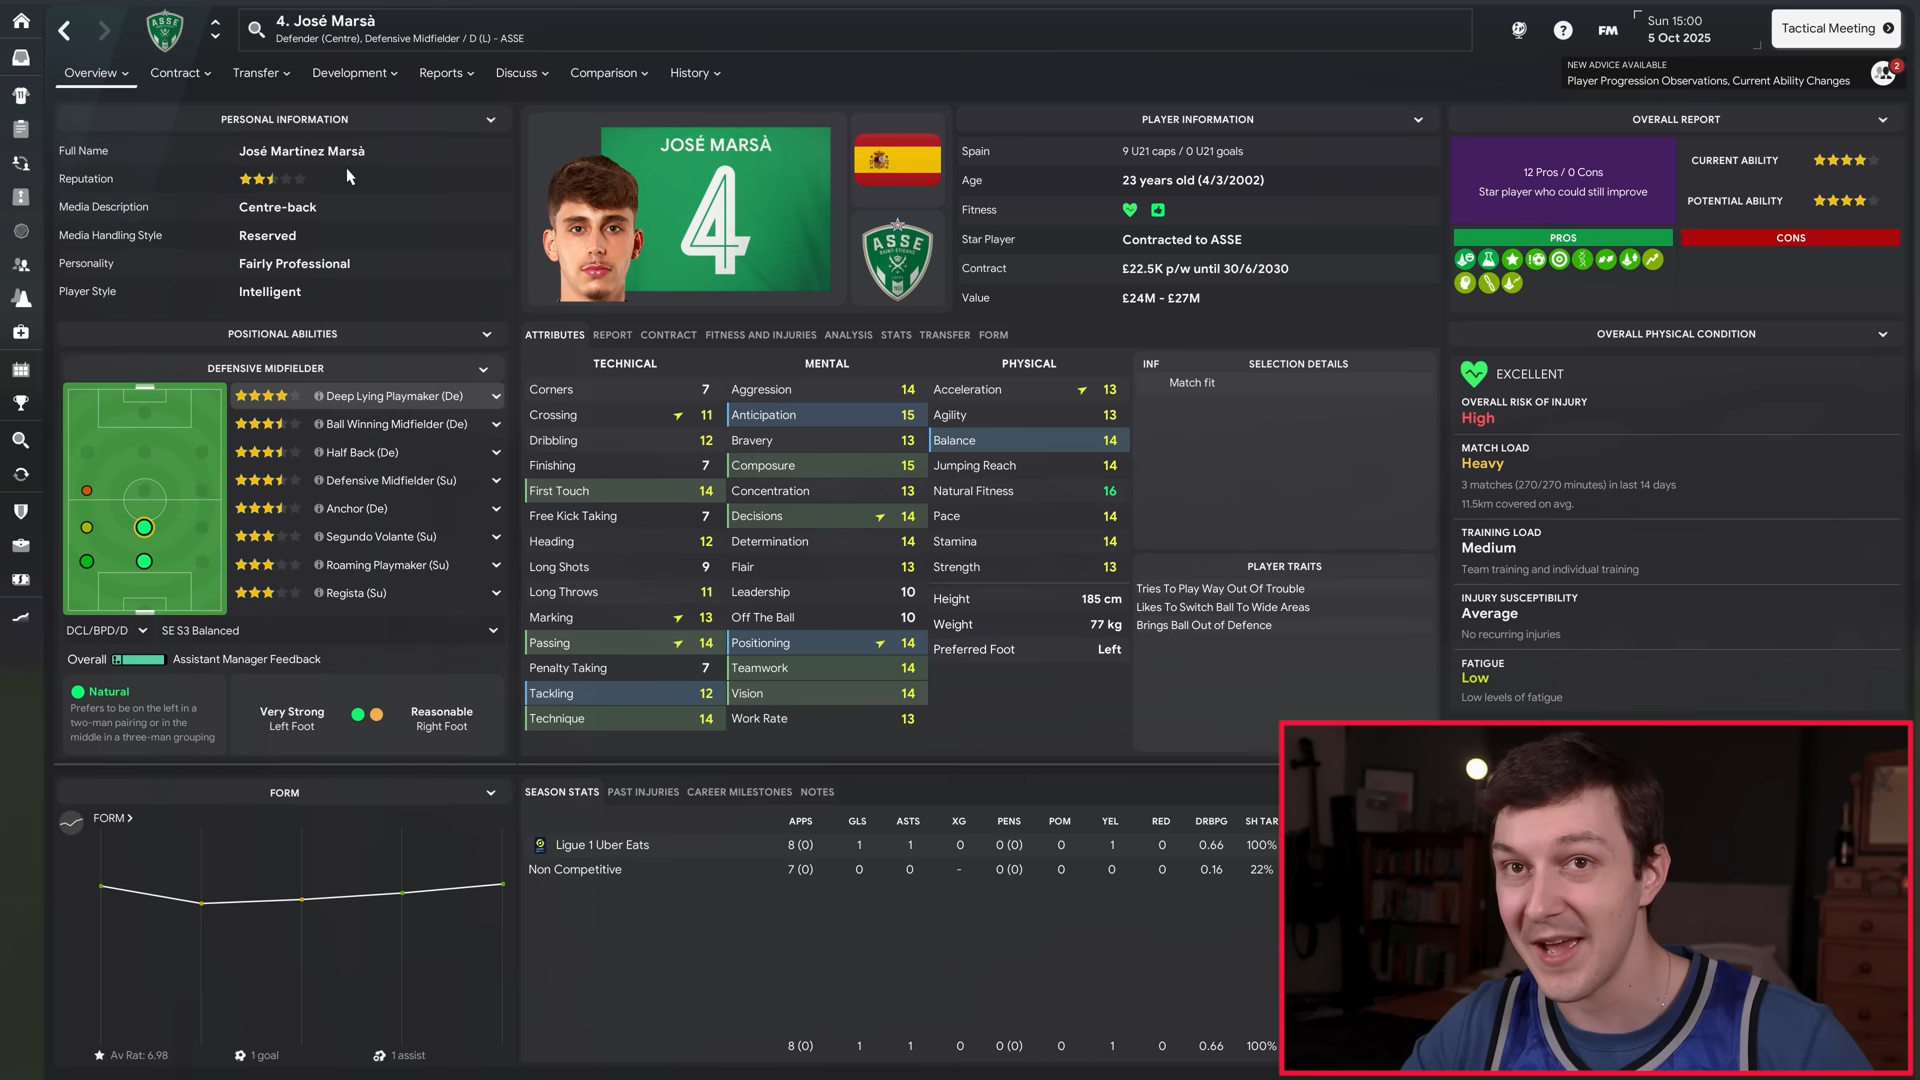 4. José Marsà
Defender (Centre), Defensive Midfielder / D (L) - ASSE
FM
Sun 15:00
5 Oct 2025
Tactical Meeting
Overview
Contract
Transfer
Development
Reports
Discuss
Comparison
History
NEW ADVICE AVAILABLE
Player Progression Observations, Current Ability Changes
2
PERSONAL INFORMATION
Full Name José Martínez Marsà
Reputation
Media Description Centre-back
Media Handling Style Reserved
Personality Fairly Professional
Player Style Intelligent
JOSÉ MARSÀ
4
ASSE
SAINT-ETIENNE
PLAYER INFORMATION
Spain 9 U21 caps / 0 U21 goals
Age 23 years old (4/3/2002)
Fitness
Star Player Contracted to ASSE
Contract £22.5K p/w until 30/6/2030
Value £24M - £27M
OVERALL REPORT
12 Pros / 0 Cons
Star player who could still improve
CURRENT ABILITY
POTENTIAL ABILITY
PROS
CONS
POSITIONAL ABILITIES
DEFENSIVE MIDFIELDER
Deep Lying Playmaker (De)
Ball Winning Midfielder (De)
Half Back (De)
Defensive Midfielder (Su)
Anchor (De)
Segundo Volante (Su)
Roaming Playmaker (Su)
Regista (Su)
DCL/BPD/D SE S3 Balanced
Overall Assistant Manager Feedback
Natural
Prefers to be on the left in a
two-man pairing or in the
middle in a three-man grouping
Very Strong
Left Foot
Reasonable
Right Foot
ATTRIBUTES REPORT CONTRACT FITNESS AND INJURIES ANALYSIS STATS TRANSFER FORM
TECHNICAL
Corners 7
Crossing 11
Dribbling 12
Finishing 7
First Touch 14
Free Kick Taking 7
Heading 12
Long Shots 9
Long Throws 11
Marking 13
Passing 14
Penalty Taking 7
Tackling 12
Technique 14
MENTAL
Aggression 14
Anticipation 15
Bravery 13
Composure 15
Concentration 13
Decisions 14
Determination 14
Flair 13
Leadership 10
Off The Ball 10
Positioning 14
Teamwork 14
Vision 14
Work Rate 13
PHYSICAL
Acceleration 13
Agility 13
Balance 14
Jumping Reach 14
Natural Fitness 16
Pace 14
Stamina 14
Strength 13
Height 185 cm
Weight 77 kg
Preferred Foot Left
INF SELECTION DETAILS
Match fit
PLAYER TRAITS
Tries To Play Way Out Of Trouble
Likes To Switch Ball To Wide Areas
Brings Ball Out of Defence
OVERALL PHYSICAL CONDITION
EXCELLENT
OVERALL RISK OF INJURY
High
MATCH LOAD
Heavy
3 matches (270/270 minutes) in last 14 days
11.5km covered on avg.
TRAINING LOAD
Medium
Team training and individual training
INJURY SUSCEPTIBILITY
Average
No recurring injuries
FATIGUE
Low
Low levels of fatigue
FORM
FORM
Av Rat: 6.98
1 goal
1 assist
SEASON STATS PAST INJURIES CAREER MILESTONES NOTES
APPS GLS ASTS XG PENS POM YEL RED DRBPG SH TAR
Ligue 1 Uber Eats 8 (0) 1 1 0 0 (0) 0 1 0 0.66 100%
Non Competitive 7 (0) 0 0 - 0 (0) 0 0 0 0.16 22%
8 (0) 1 1 0 0 (0) 0 1 0 0.66 100%